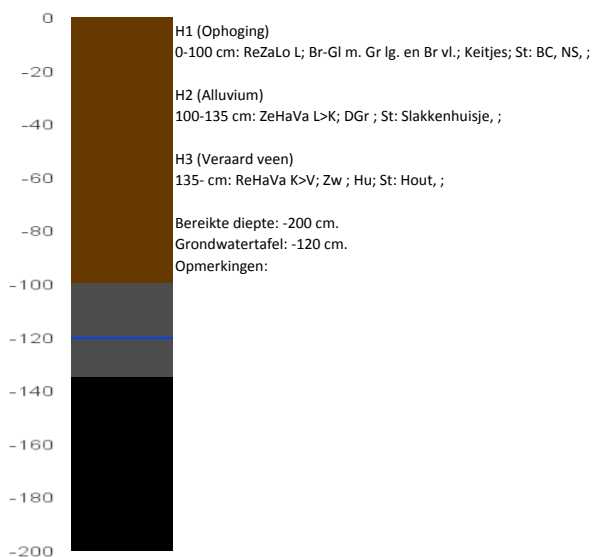 0
-20
-40
-60
-80
-100
-120
-140
-160
-180
-200
H1 (Ophoging)
0-100 cm: ReZaLo L; Br-Gl m. Gr lg. en Br vl.; Keitjes; St: BC, NS, ;
H2 (Alluvium)
100-135 cm: ZeHaVa L>K; DGr ; St: Slakkenhuisje, ;
H3 (Veraard veen)
135- cm: ReHaVa K>V; Zw ; Hu; St: Hout, ;
Bereikte diepte: -200 cm.
Grondwatertafel: -120 cm.
Opmerkingen: